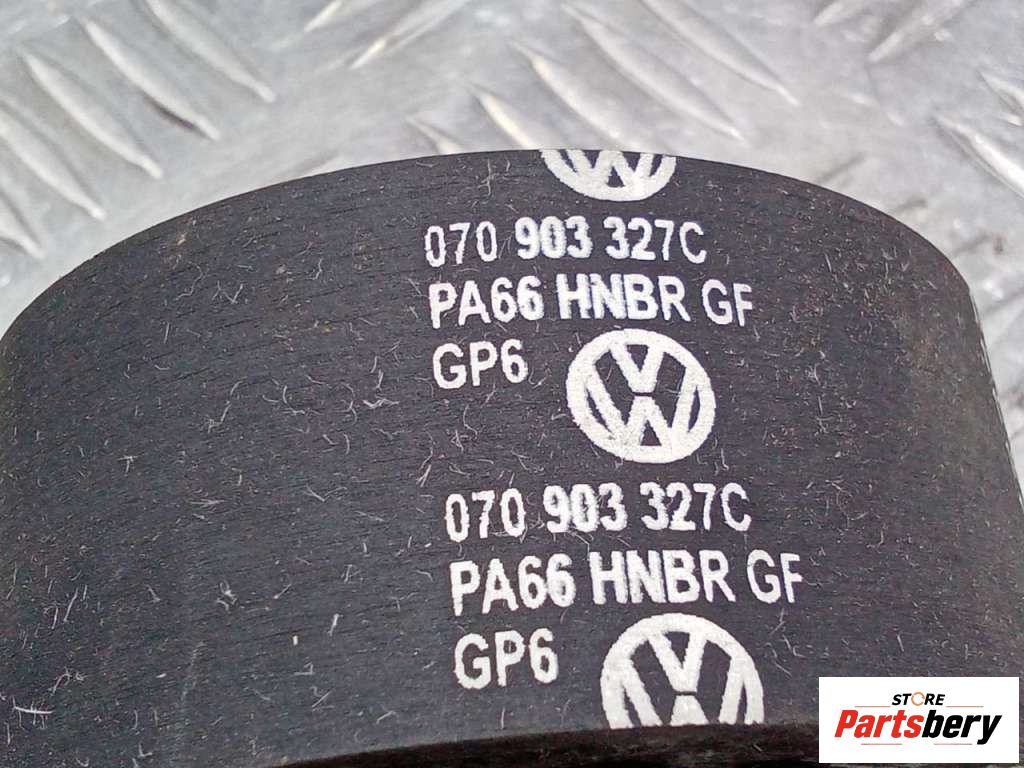 070 903 327C
PA66 HNBR GF
GP6
070 903 327C
PA66 HNBR GF
GP6
STORE
Partsbery